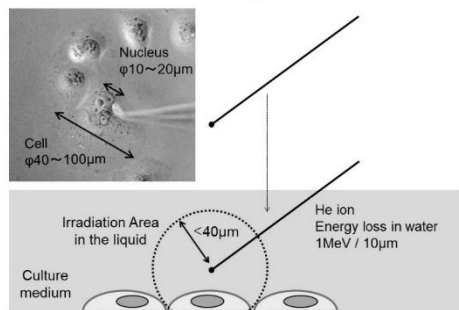 Nucleus
φ10～20μm
Cell
φ40～100μm
Irradiation Area
in the liquid
<40μm
He ion
Energy loss in water
1MeV / 10μm
Culture
medium